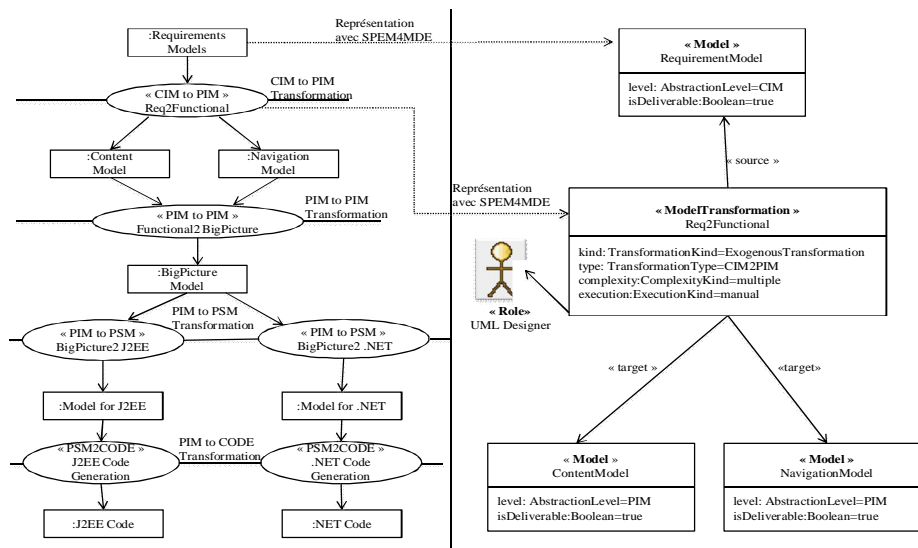 :Requirements
Models
Représentation
avec SPEM4MDE
« Model »
RequirementModel
level: AbstractionLevel=CIM
isDeliverable:Boolean=true
CIM to PIM
Transformation
« CIM to PIM »
Req2Functional
:Content
Model
:Navigation
Model
« source »
Représentation
avec SPEM4MDE
PIM to PIM
Transformation
« PIM to PIM »
Functional2 BigPicture
« ModelTransformation »
Req2Functional
kind: TransformationKind=ExogenousTransformation
type: TransformationType=CIM2PIM
complexity:ComplexityKind=multiple
execution:ExecutionKind=manual
« Role»
UML Designer
:BigPicture
Model
PIM to PSM
Transformation
« PIM to PSM »
BigPicture2 J2EE
« PIM to PSM »
BigPicture2 .NET
« target »
«target»
:Model for J2EE
:Model for .NET
PIM to CODE
Transformation
« PSM2CODE »
J2EE Code
Generation
« PSM2CODE »
.NET Code
Generation
« Model »
ContentModel
level: AbstractionLevel=PIM
isDeliverable:Boolean=true
« Model »
NavigationModel
level: AbstractionLevel=PIM
isDeliverable:Boolean=true
:J2EE Code
:NET Code